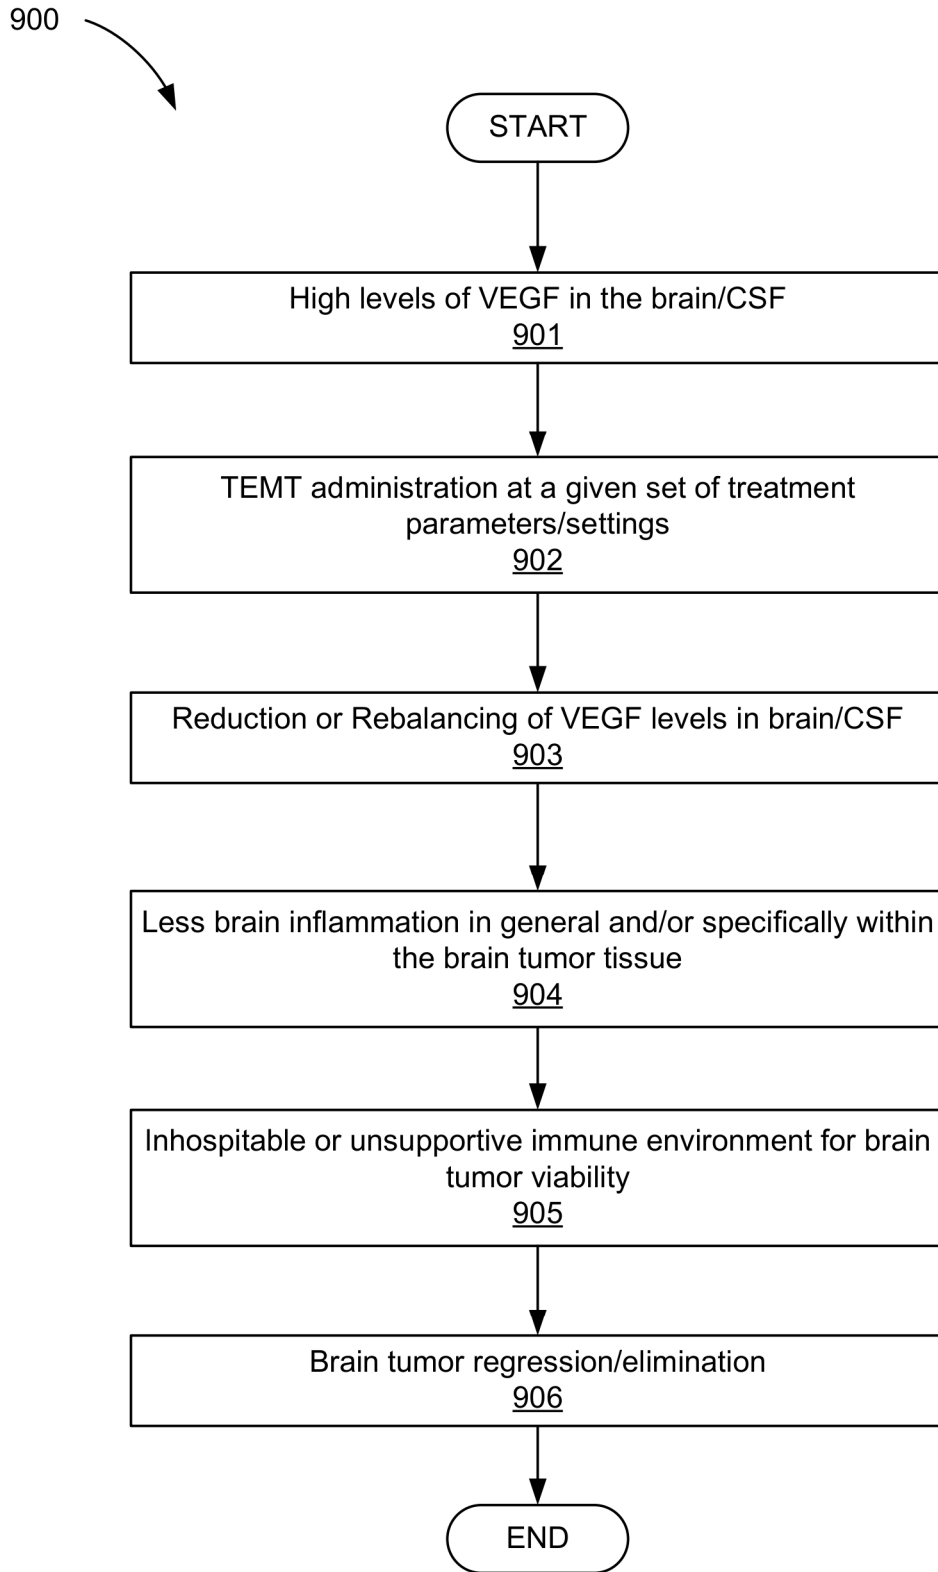 900
START
High levels of VEGF in the brain/CSF
901
TEMT administration at a given set of treatment
parameters/settings
902
Reduction or Rebalancing of VEGF levels in brain/CSF
903
Less brain inflammation in general and/or specifically within
the brain tumor tissue
904
Inhospitable or unsupportive immune environment for brain
tumor viability
905
Brain tumor regression/elimination
906
END